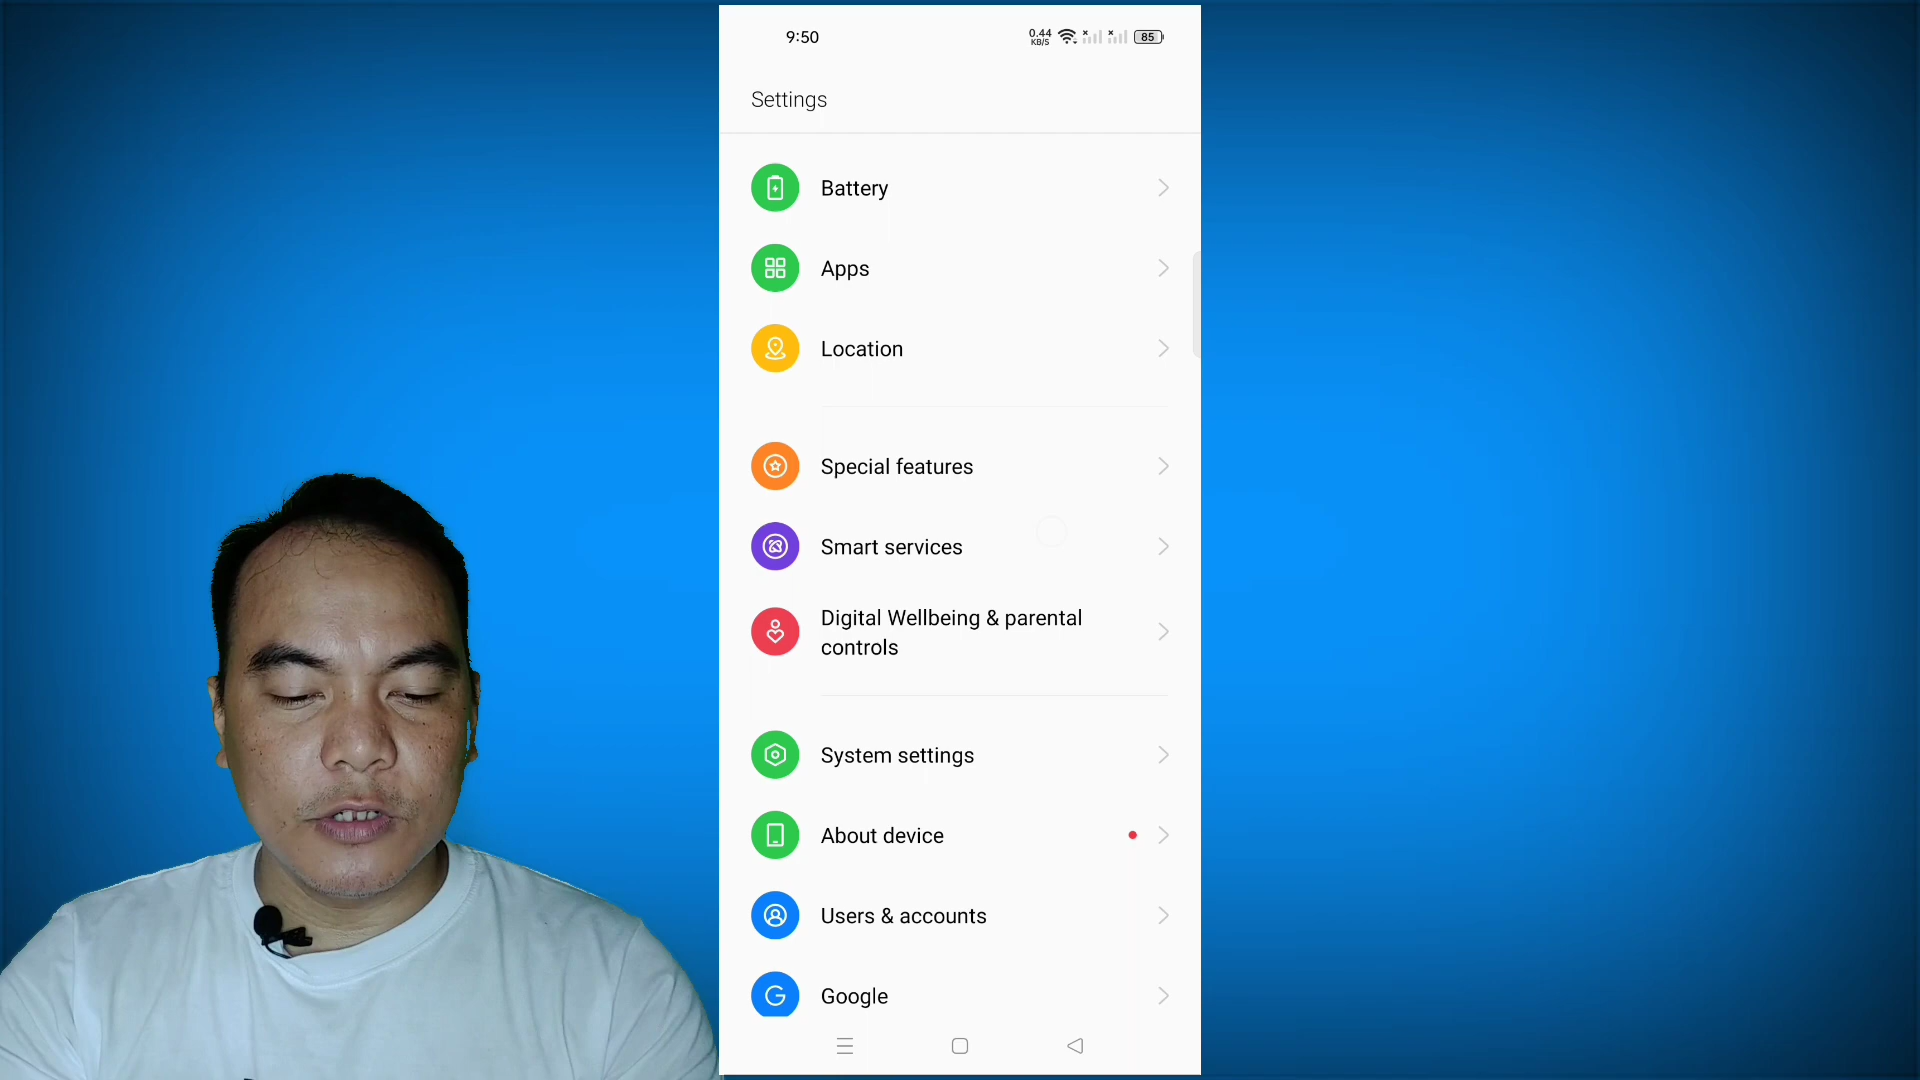 9:50
0.44
KB/S
85
Settings
Battery
Apps
Location
Special features
Smart services
Digital Wellbeing & parental
controls
System settings
About device
Users & accounts
Google